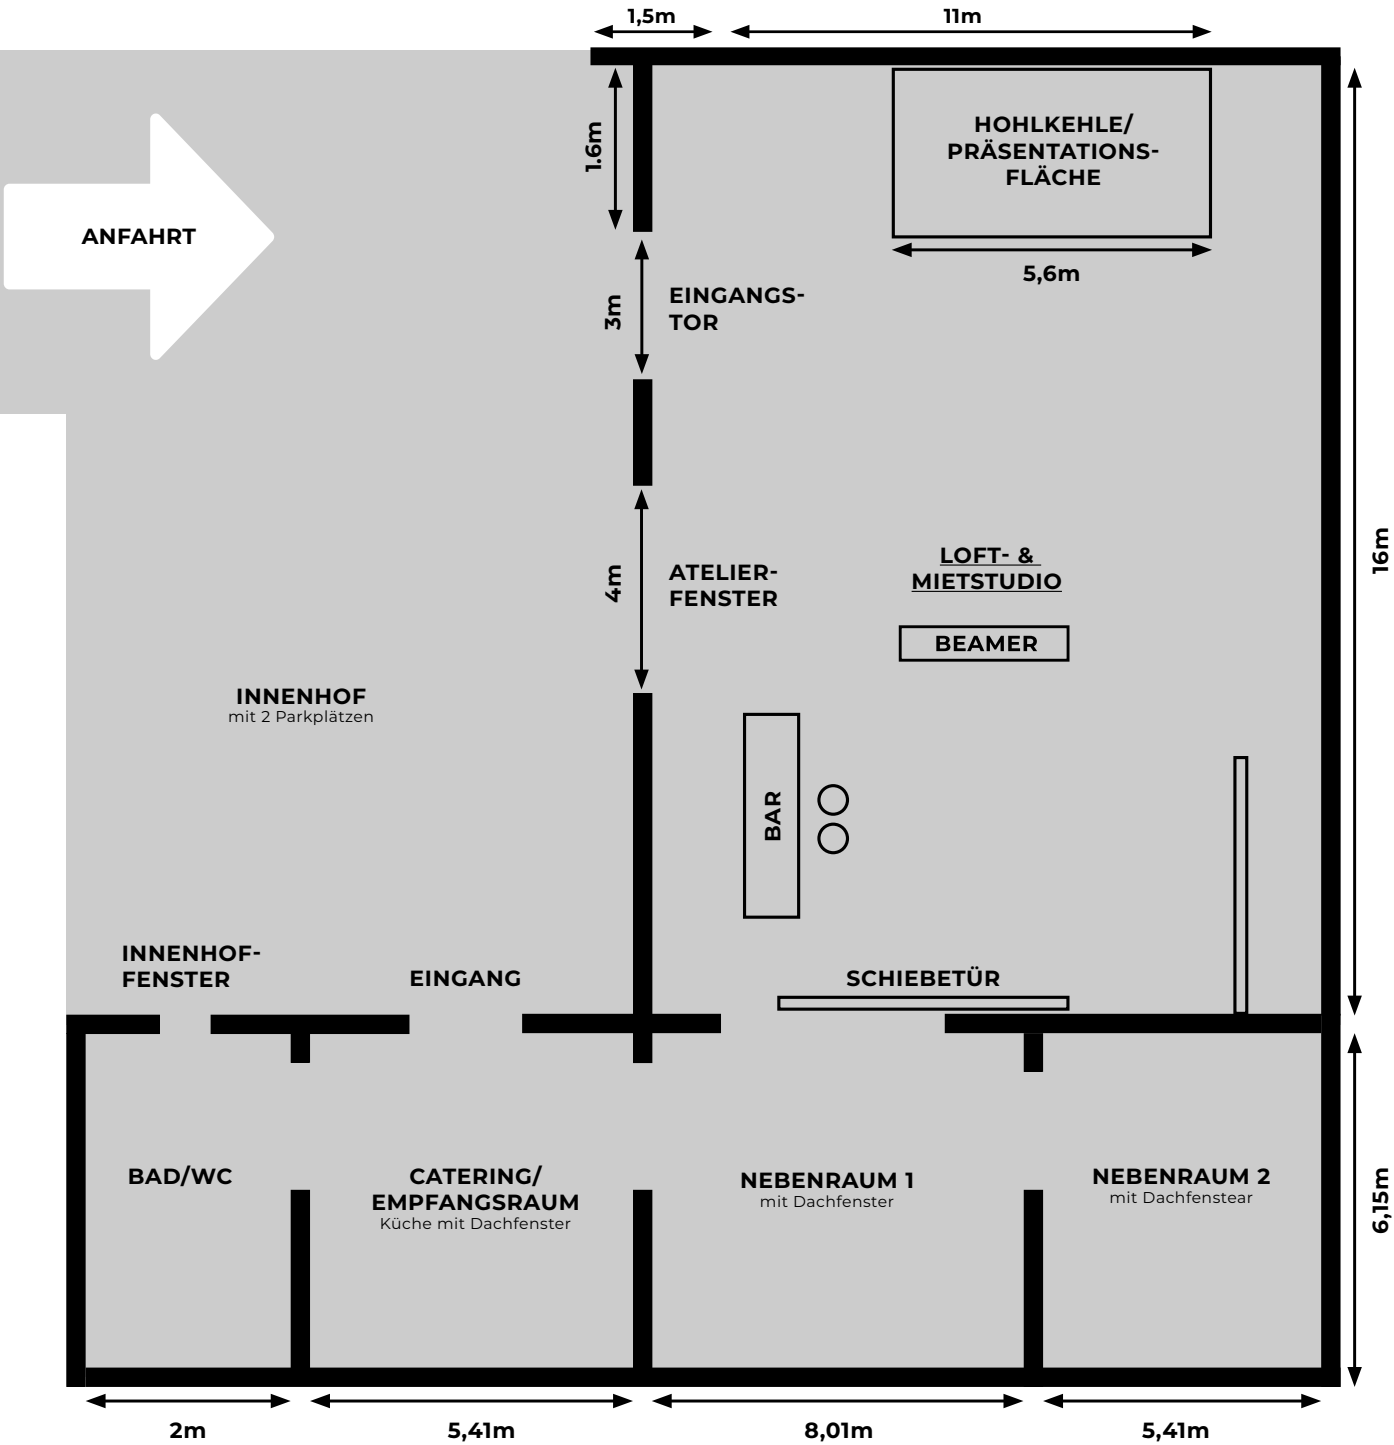 1,5m
11m
HOHLKEHLE/
PRÄSENTATIONS-
FLÄCHE
1.6m
ANFAHRT
5,6m
EINGANGS-
TOR
3m
LOFT- &
MIETSTUDIO
16m
ATELIER-
FENSTER
4m
BEAMER
INNENHOF
mit 2 Parkplätzen
BAR
INNENHOF-
FENSTER
EINGANG
SCHIEBETÜR
BAD/WC
CATERING/
EMPFANGSRAUM
Küche mit Dachfenster
NEBENRAUM 1
mit Dachfenster
NEBENRAUM 2
mit Dachfenstear
6,15m
2m
5,41m
8,01m
5,41m